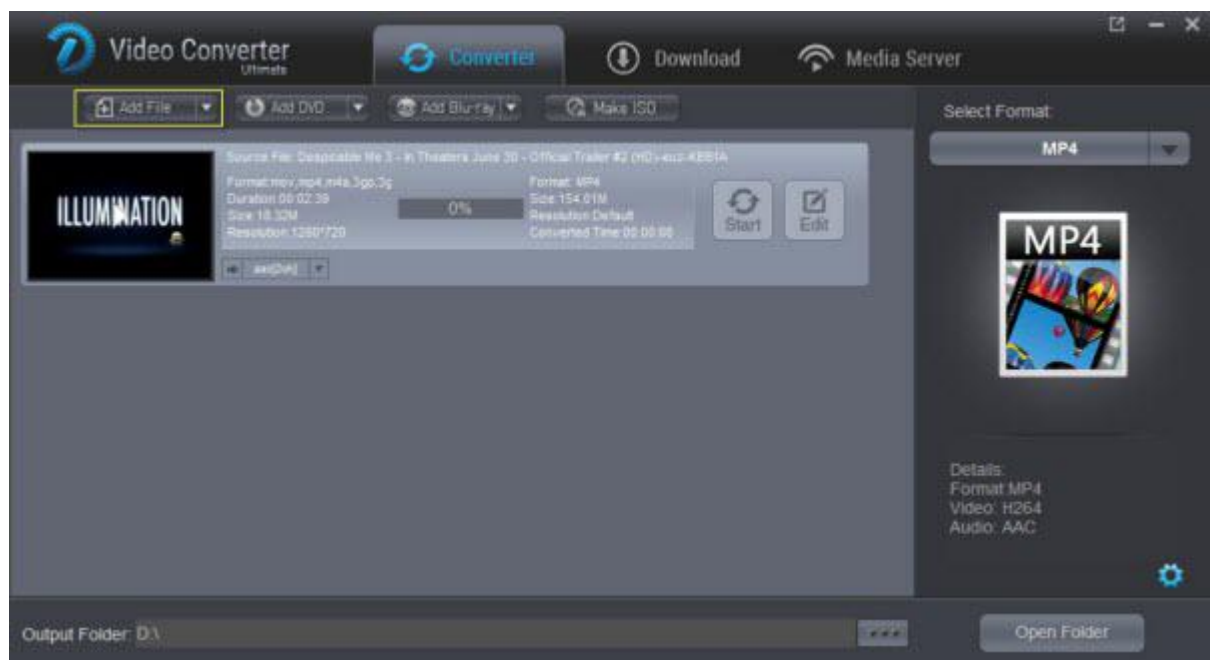 Video Converter
Ultimate
Converter
Download
Media Server
Add File
Add DVD
Add Blu-ray
Make ISO
Select Format:
MP4
ILLUMINATION
Source File: Despicable Me 3 - In Theaters June 30 - Official Trailer #2 (HD)
Format:mov,mp4,m4a,3gp,3g
Duration:00:02:39
Size:18.32M
Resolution:1280*720
0%
Format: MP4
Size:154.01M
Resolution:Default
Converted Time:00:00:00
Start
Edit
MP4
Details:
Format:MP4
Video: H264
Audio: AAC
Output Folder: D:\
Open Folder